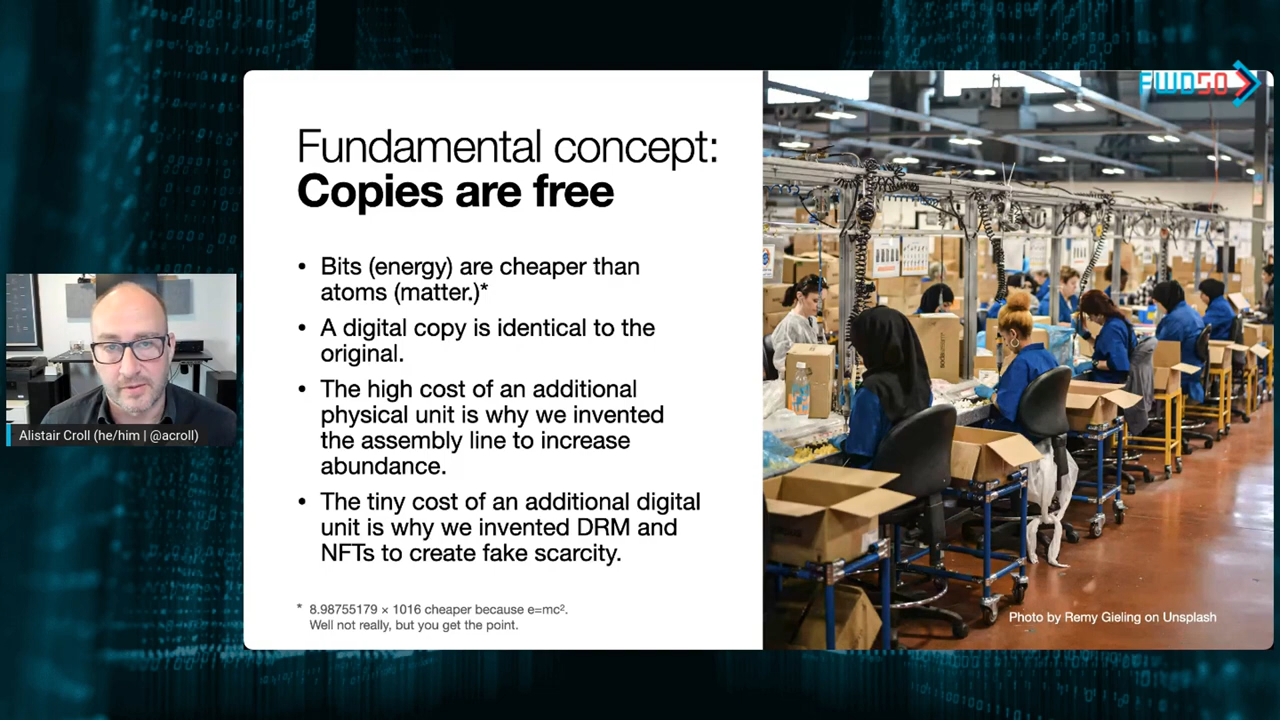 FWD50
Fundamental concept:
Copies are free
• Bits (energy) are cheaper than
atoms (matter.)*
• A digital copy is identical to the
original.
• The high cost of an additional
physical unit is why we invented
the assembly line to increase
abundance.
• The tiny cost of an additional digital
unit is why we invented DRM and
NFTs to create fake scarcity.
* 8.98755179 × 1016 cheaper because e=mc².
Well not really, but you get the point.
Photo by Remy Gieling on Unsplash
Alistair Croll (he/him | @acroll)
sodastream